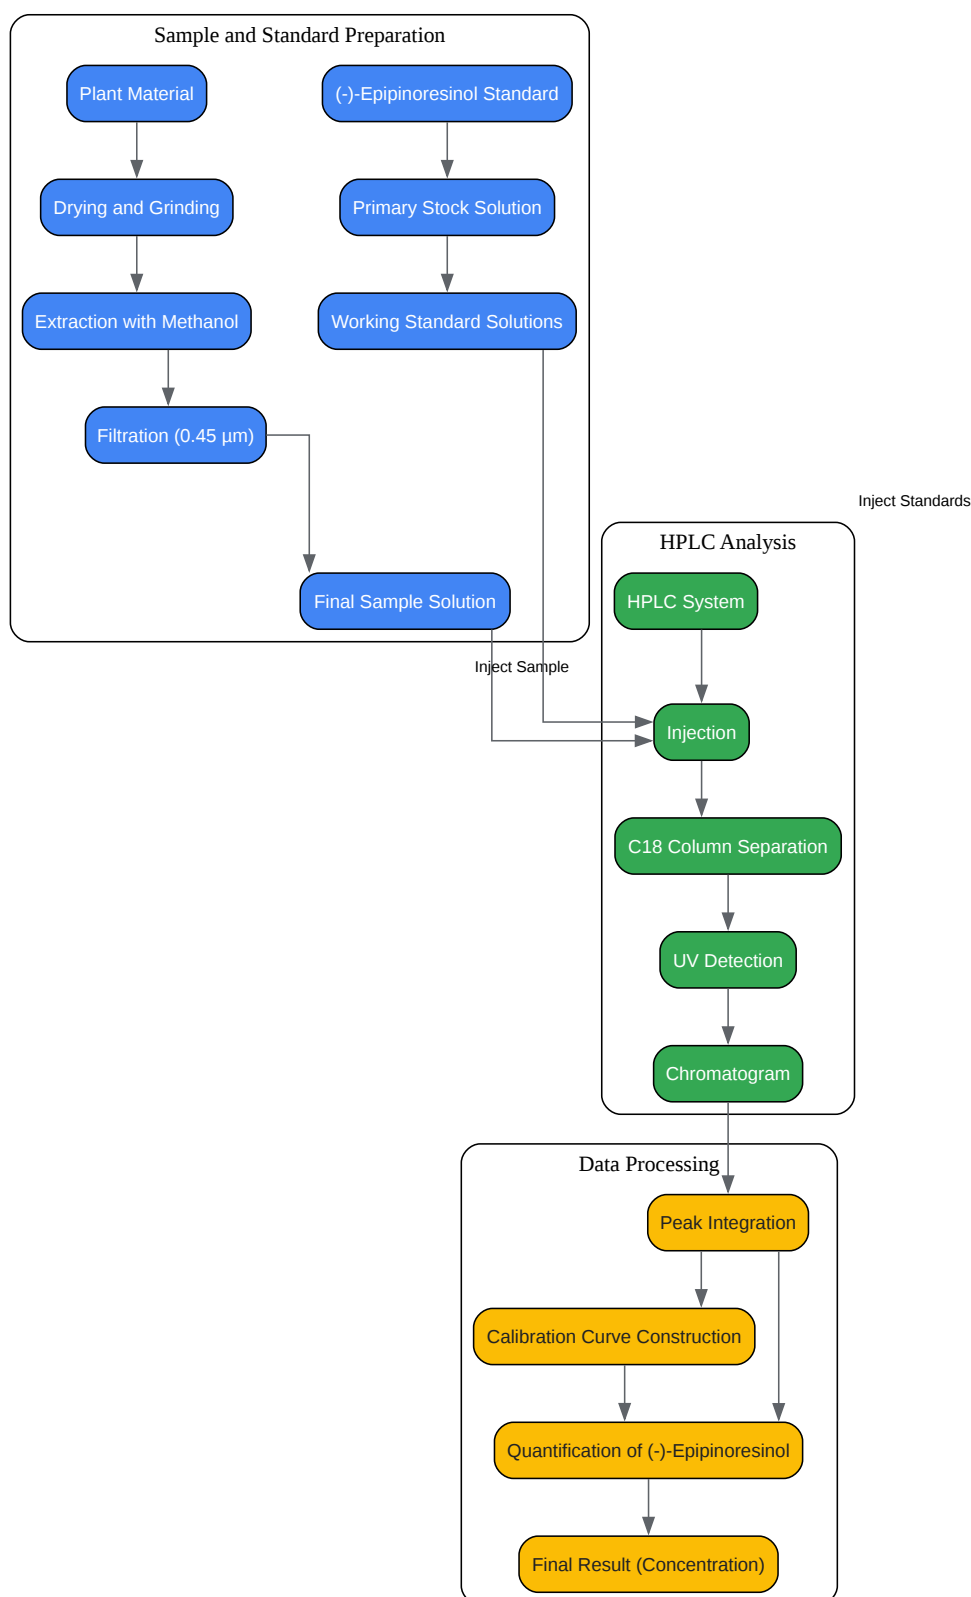 Sample and Standard Preparation
Plant Material
(-)-Epipinoresinol Standard
Drying and Grinding
Primary Stock Solution
Extraction with Methanol
Working Standard Solutions
Filtration (0.45 µm)
Inject Standards
HPLC Analysis
Final Sample Solution
HPLC System
Inject Sample
Injection
C18 Column Separation
UV Detection
Chromatogram
Data Processing
Peak Integration
Calibration Curve Construction
Quantification of (-)-Epipinoresinol
Final Result (Concentration)